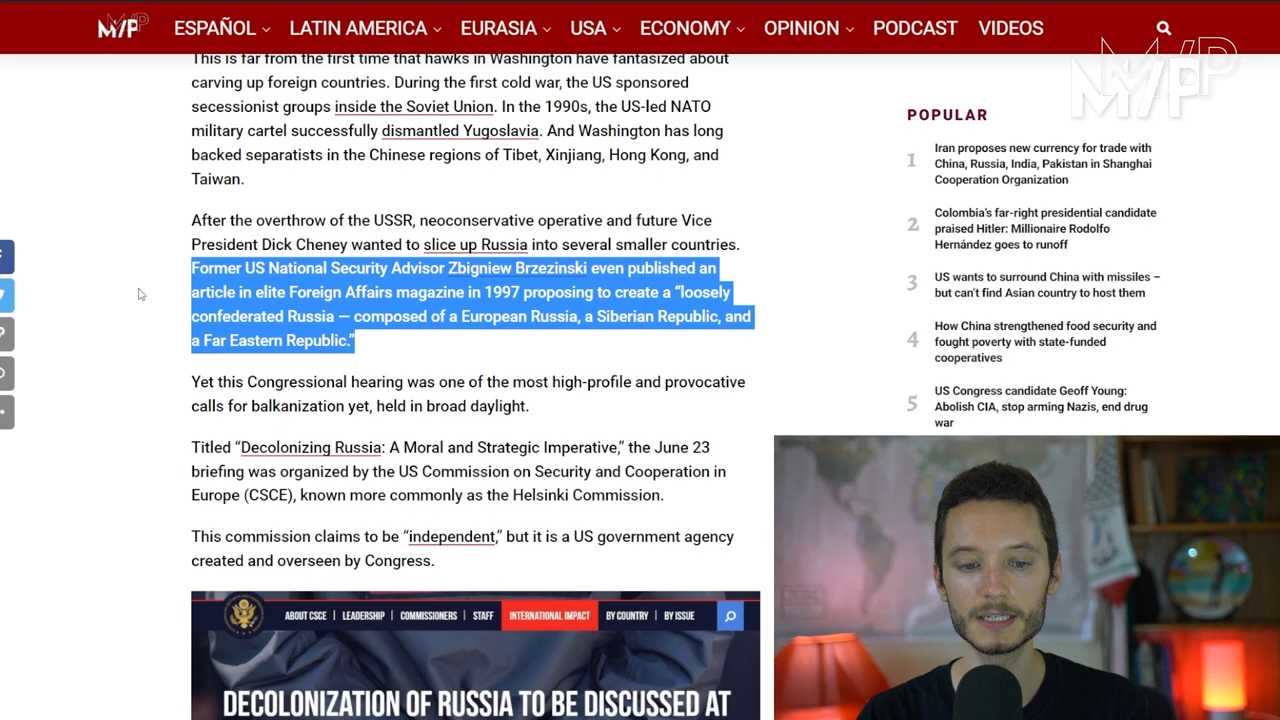 M/P ESPAÑOL LATIN AMERICA EURASIA USA ECONOMY OPINION PODCAST VIDEOS
M/P
This is far from the first time that hawks in Washington have fantasized about
carving up foreign countries. During the first cold war, the US sponsored
secessionist groups inside the Soviet Union. In the 1990s, the US-led NATO
military cartel successfully dismantled Yugoslavia. And Washington has long
backed separatists in the Chinese regions of Tibet, Xinjiang, Hong Kong, and
Taiwan.
After the overthrow of the USSR, neoconservative operative and future Vice
President Dick Cheney wanted to slice up Russia into several smaller countries.
Former US National Security Advisor Zbigniew Brzezinski even published an
article in elite Foreign Affairs magazine in 1997 proposing to create a “loosely
confederated Russia — composed of a European Russia, a Siberian Republic, and
a Far Eastern Republic.”
Yet this Congressional hearing was one of the most high-profile and provocative
calls for balkanization yet, held in broad daylight.
Titled “Decolonizing Russia: A Moral and Strategic Imperative,” the June 23
briefing was organized by the US Commission on Security and Cooperation in
Europe (CSCE), known more commonly as the Helsinki Commission.
This commission claims to be “independent,” but it is a US government agency
created and overseen by Congress.
ABOUT CSCE | LEADERSHIP | COMMISSIONERS | STAFF INTERNATIONAL IMPACT BY COUNTRY | BY ISSUE
DECOLONIZATION OF RUSSIA TO BE DISCUSSED AT
POPULAR
1 Iran proposes new currency for trade with
China, Russia, India, Pakistan in Shanghai
Cooperation Organization
2 Colombia’s far-right presidential candidate
praised Hitler: Millionaire Rodolfo
Hernández goes to runoff
3 US wants to surround China with missiles –
but can’t find Asian country to host them
4 How China strengthened food security and
fought poverty with state-funded
cooperatives
5 US Congress candidate Geoff Young:
Abolish CIA, stop arming Nazis, end drug
war